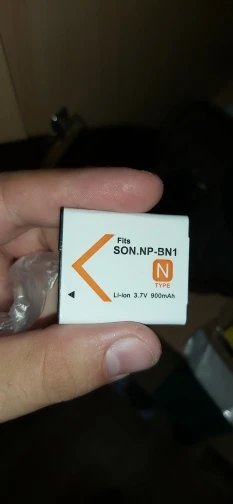 Fits
SON.NP-BN1
N
TYPE
Li-ion 3.7V 900mAh